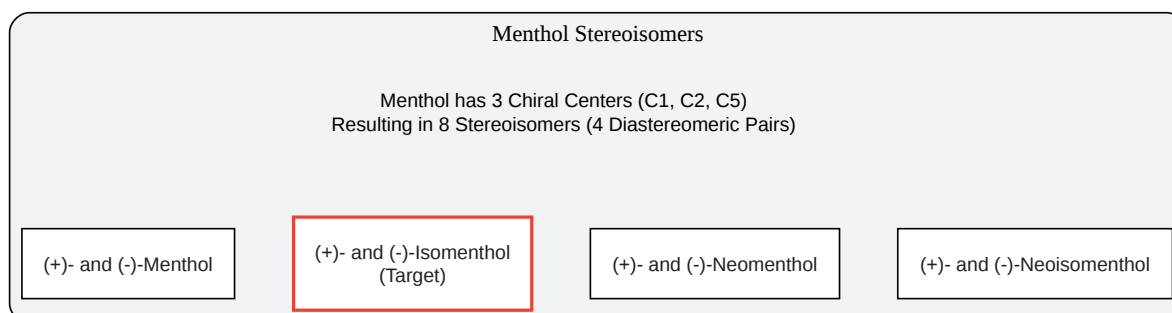 Menthol Stereoisomers
Menthol has 3 Chiral Centers (C1, C2, C5)
Resulting in 8 Stereoisomers (4 Diastereomeric Pairs)
(+)- and (-)-Menthol
(+)- and (-)-Isomenthol
(Target)
(+)- and (-)-Neomenthol
(+)- and (-)-Neoisomenthol